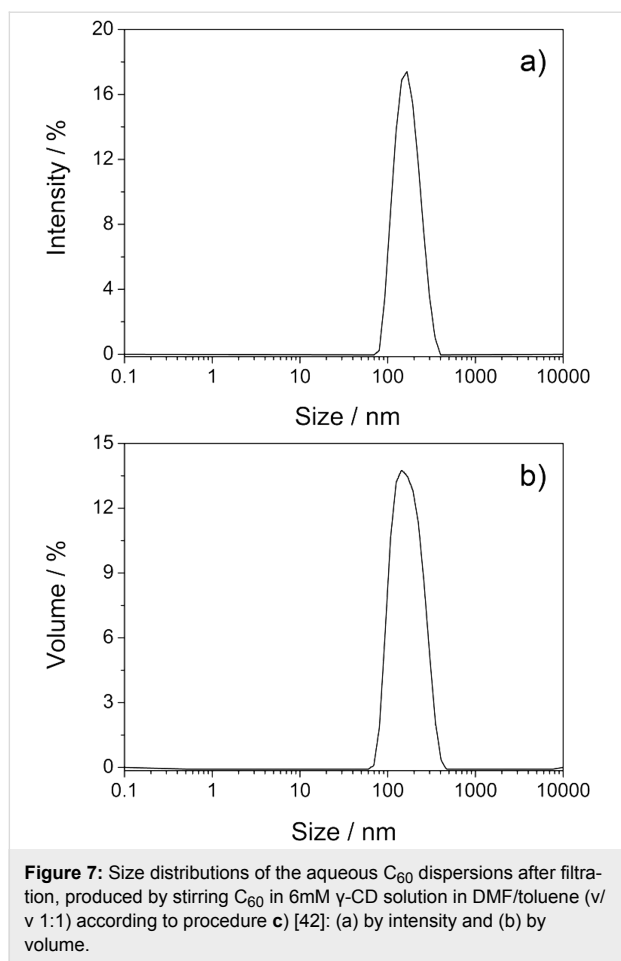 20
16
12
8
4
0
Intensity / %
a)
0.1 1 10 100 1000 10000
Size / nm
15
12
9
6
3
0
Volume / %
b)
0.1 1 10 100 1000 10000
Size / nm
Figure 7: Size distributions of the aqueous C60 dispersions after filtra-
tion, produced by stirring C60 in 6mM γ-CD solution in DMF/toluene (v/
v 1:1) according to procedure c) [42]: (a) by intensity and (b) by
volume.